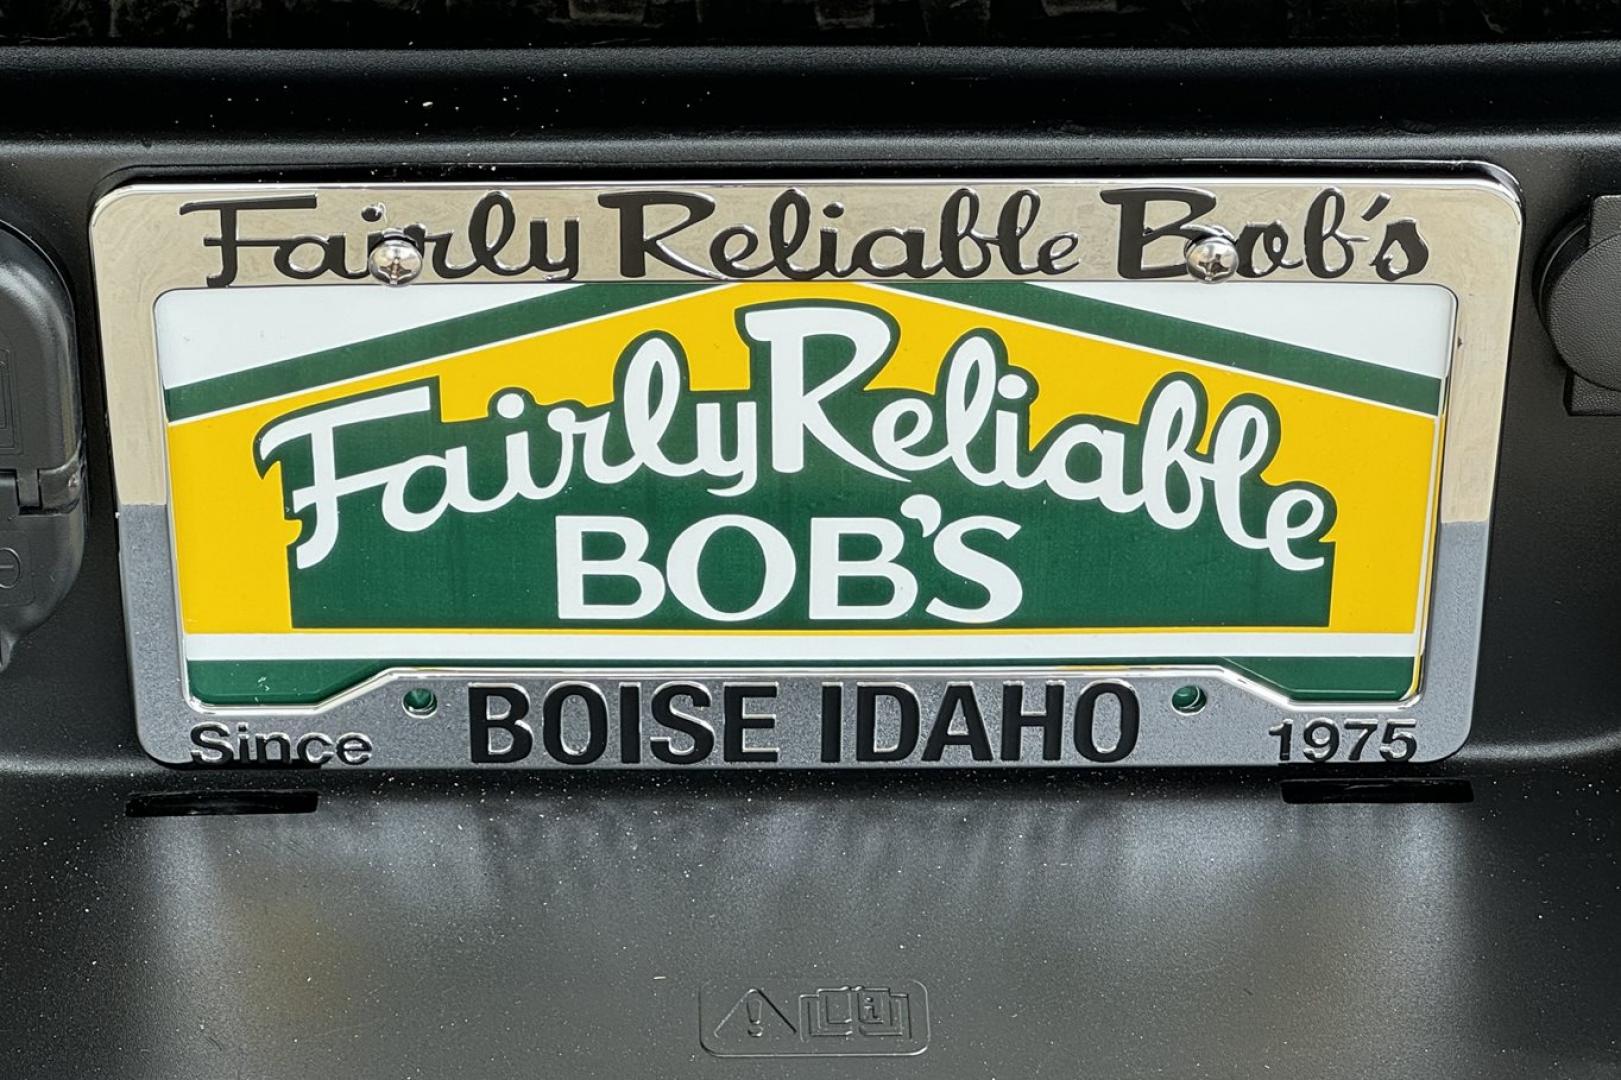 Fairly Reliable Bob's
Fairly Reliable
BOB'S
Since BOISE IDAHO 1975